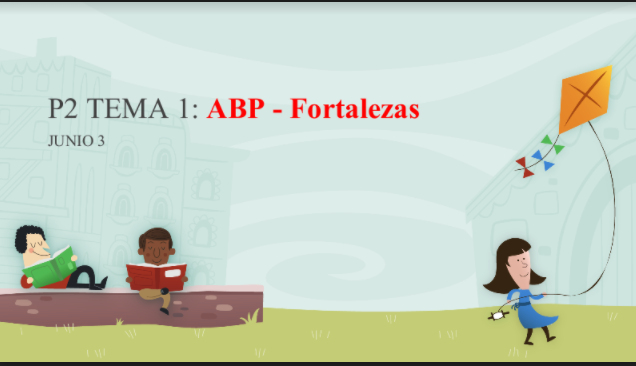 P2 TEMA 1: ABP - Fortalezas
JUNIO 3